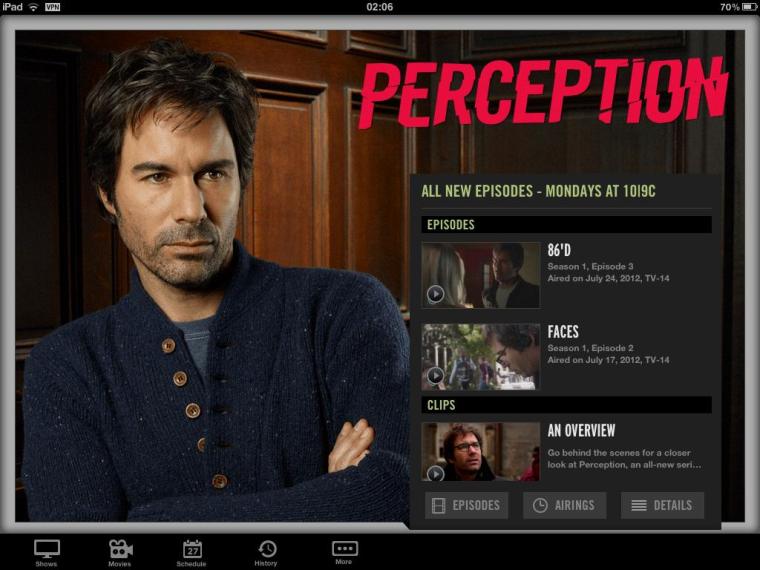 iPad VPN 02:06 70%
PERCEPTION
ALL NEW EPISODES - MONDAYS AT 10|9C
EPISODES
86'D
Season 1, Episode 3
Aired on July 24, 2012, TV-14
FACES
Season 1, Episode 2
Aired on July 17, 2012, TV-14
CLIPS
AN OVERVIEW
Go behind the scenes for a closer
look at Perception, an all-new seri...
EPISODES AIRINGS DETAILS
27
Shows Movies Schedule History More